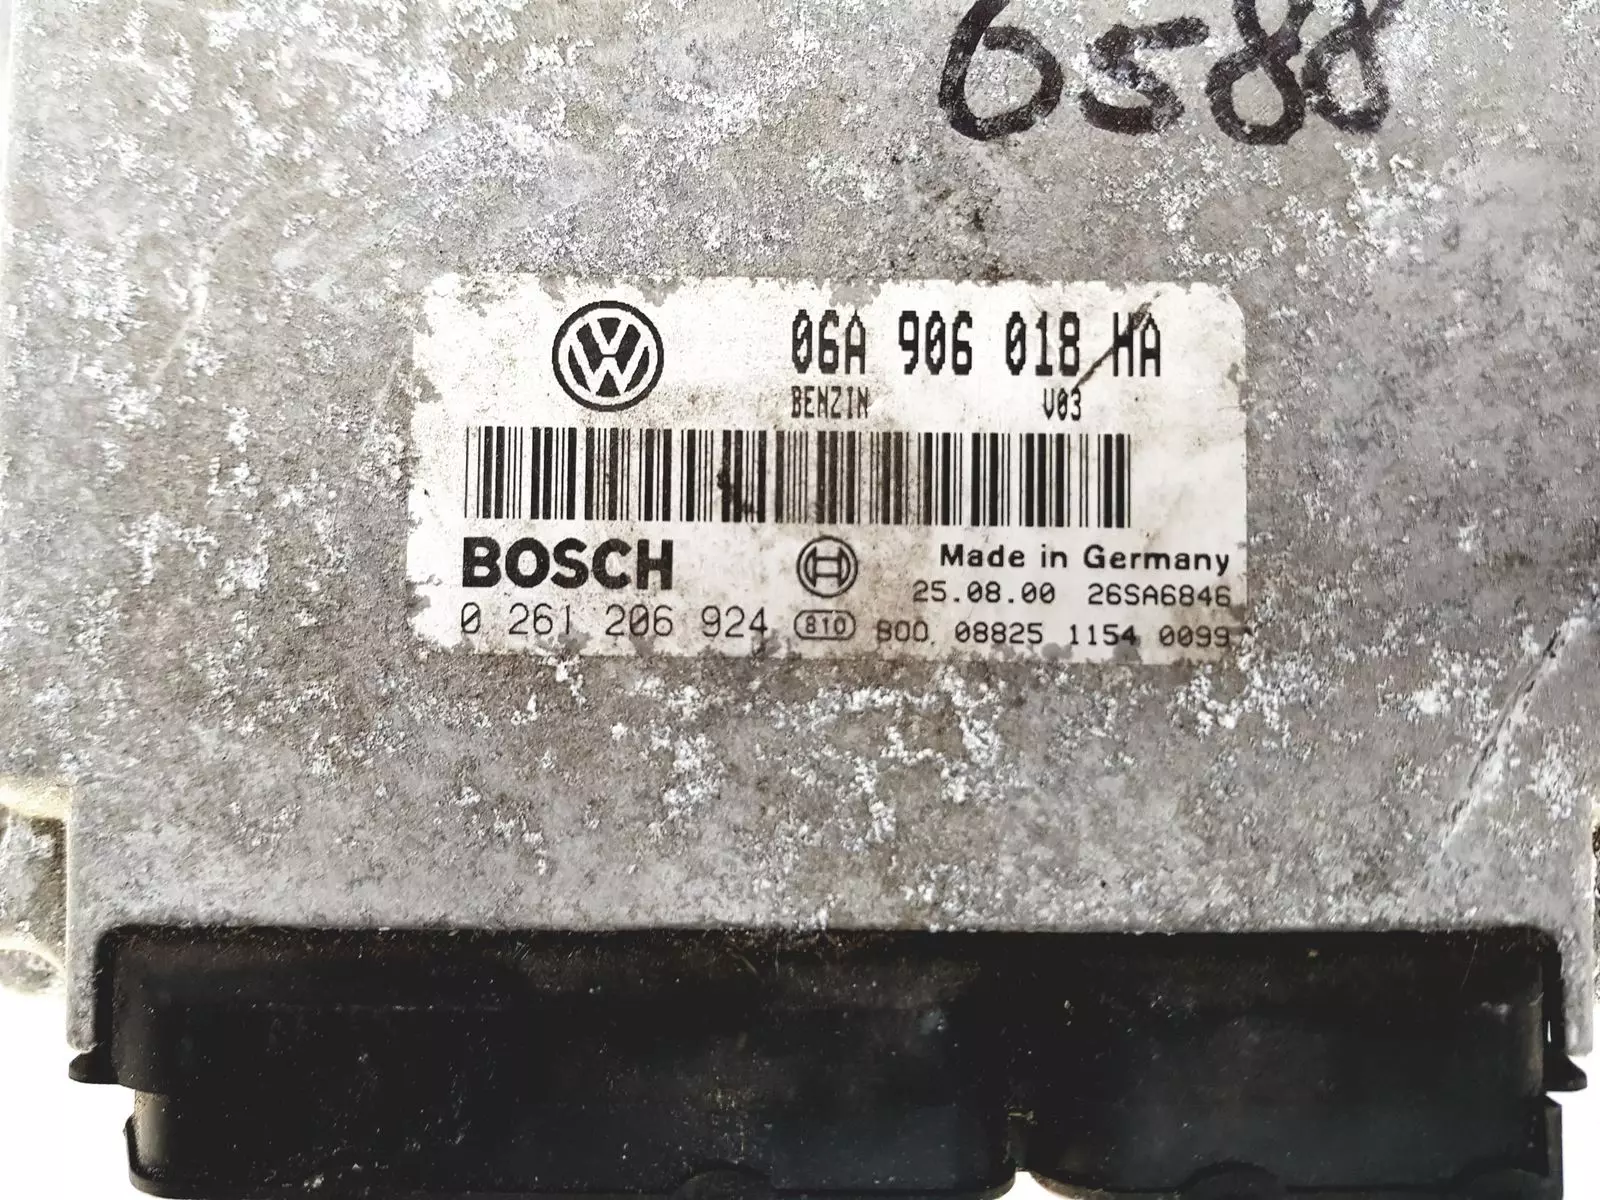 6588
06A 906 018 HA
BENZIN V03
BOSCH Made in Germany
25.08.00 26SA6846
0 261 206 924 810 BOO. 08825 1154 0099